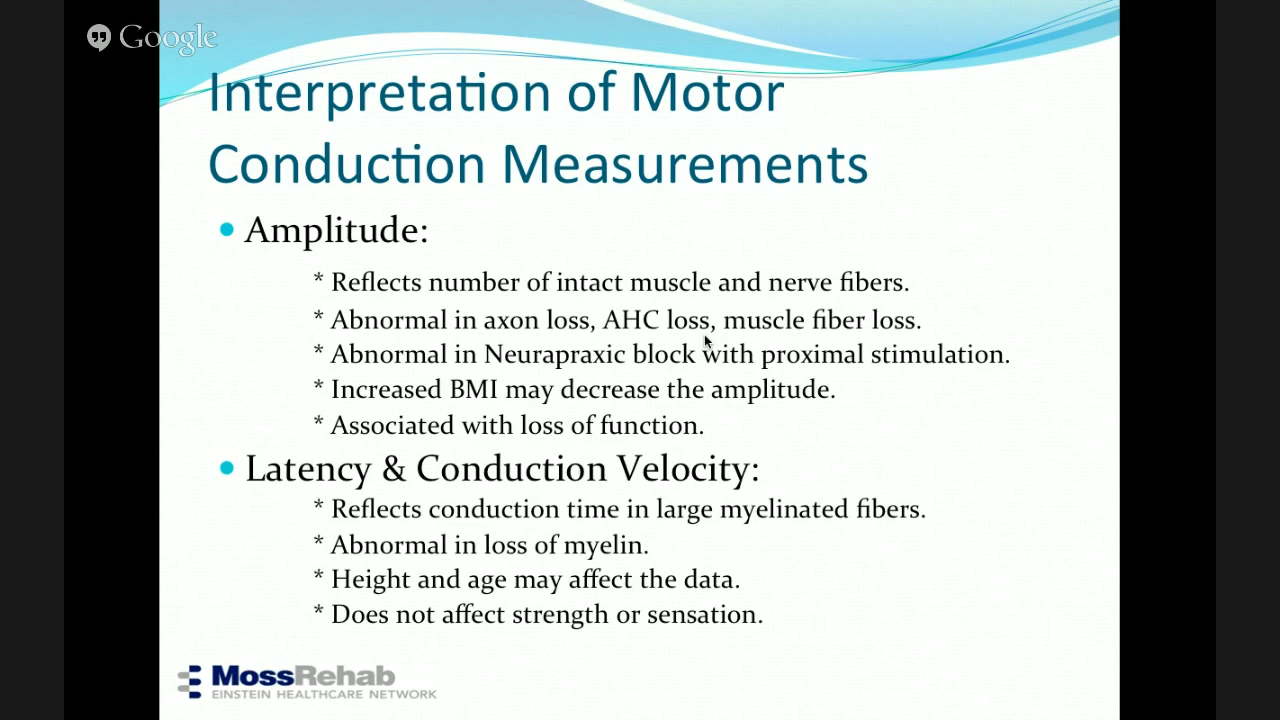 Google
Interpretation of Motor
Conduction Measurements
• Amplitude:
* Reflects number of intact muscle and nerve fibers.
* Abnormal in axon loss, AHC loss, muscle fiber loss.
* Abnormal in Neurapraxic block with proximal stimulation.
* Increased BMI may decrease the amplitude.
* Associated with loss of function.
• Latency & Conduction Velocity:
* Reflects conduction time in large myelinated fibers.
* Abnormal in loss of myelin.
* Height and age may affect the data.
* Does not affect strength or sensation.
MossRehab
EINSTEIN HEALTHCARE NETWORK